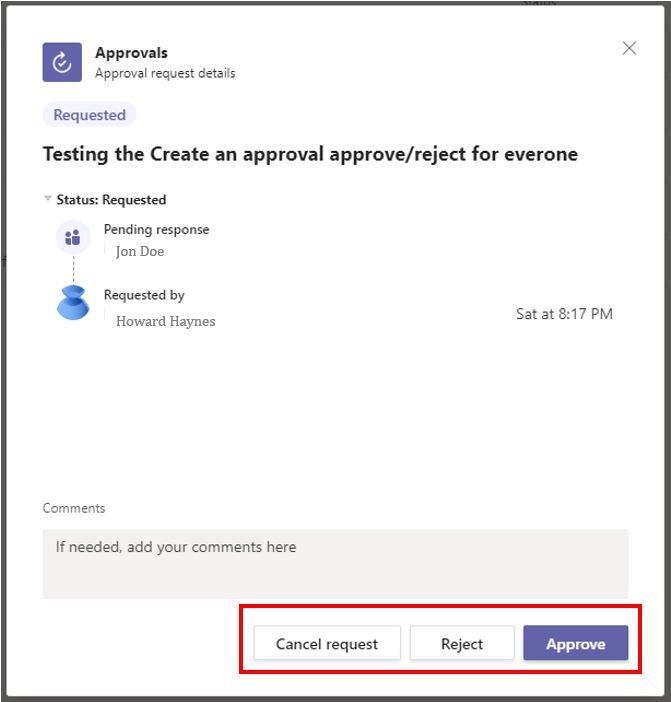 Approvals
Approval request details
Requested
Testing the Create an approval approve/reject for everone
Status: Requested
Pending response
Jon Doe
Requested by
Howard Haynes
Sat at 8:17 PM
Comments
If needed, add your comments here
Cancel request
Reject
Approve